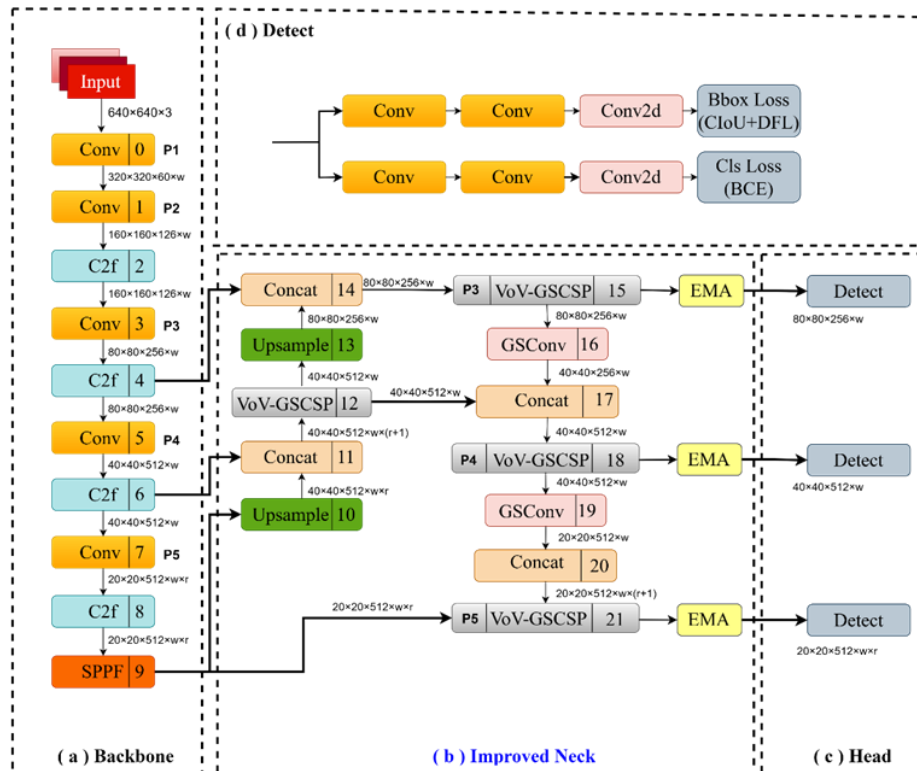 ( d ) Detect
Input
640×640×3
Conv 0 P1
320×320×60×w
Conv 1 P2
160×160×126×w
C2f 2
160×160×126×w
Conv 3 P3
80×80×256×w
C2f 4
80×80×256×w
Conv 5 P4
40×40×512×w
C2f 6
40×40×512×w
Conv 7 P5
20×20×512×w×r
C2f 8
20×20×512×w×r
SPPF 9
( a ) Backbone
Conv
Conv
Conv2d
Bbox Loss
(CIoU+DFL)
Conv
Conv
Conv2d
Cls Loss
(BCE)
Concat 14
80×80×256×w
80×80×256×w
Upsample 13
40×40×512×w
VoV-GSCSP 12
40×40×512×w
40×40×512×w×(r+1)
Concat 11
40×40×512×w×r
Upsample 10
20×20×512×w×r
P3 VoV-GSCSP 15
80×80×256×w
GSConv 16
40×40×256×w
Concat 17
40×40×512×w
P4 VoV-GSCSP 18
40×40×512×w
GSConv 19
20×20×512×w
Concat 20
20×20×512×w×(r+1)
P5 VoV-GSCSP 21
EMA
EMA
EMA
( b ) Improved Neck
Detect
80×80×256×w
Detect
40×40×512×w
Detect
20×20×512×w×r
( c ) Head